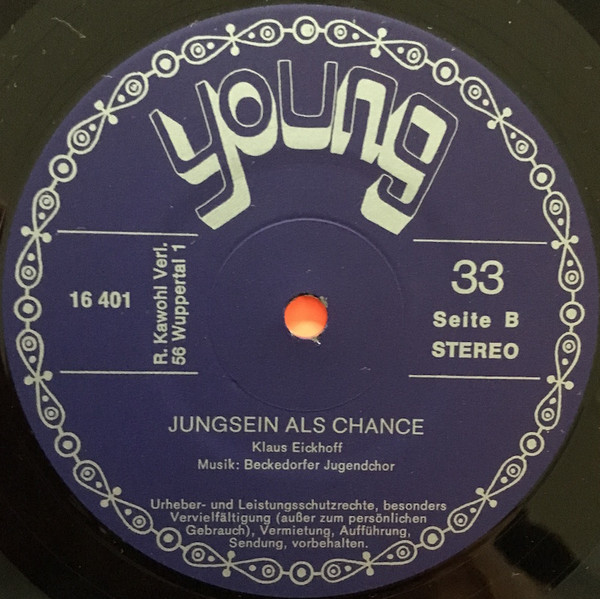 young
16 401
R. Kawohl Verl.
56 Wuppertal 1
33
Seite B
STEREO
JUNGSEIN ALS CHANCE
Klaus Eickhoff
Musik: Beckedorfer Jugendchor
Urheber- und Leistungsschutzrechte, besonders
Vervielfältigung (außer zum persönlichen
Gebrauch), Vermietung, Aufführung,
Sendung, vorbehalten.